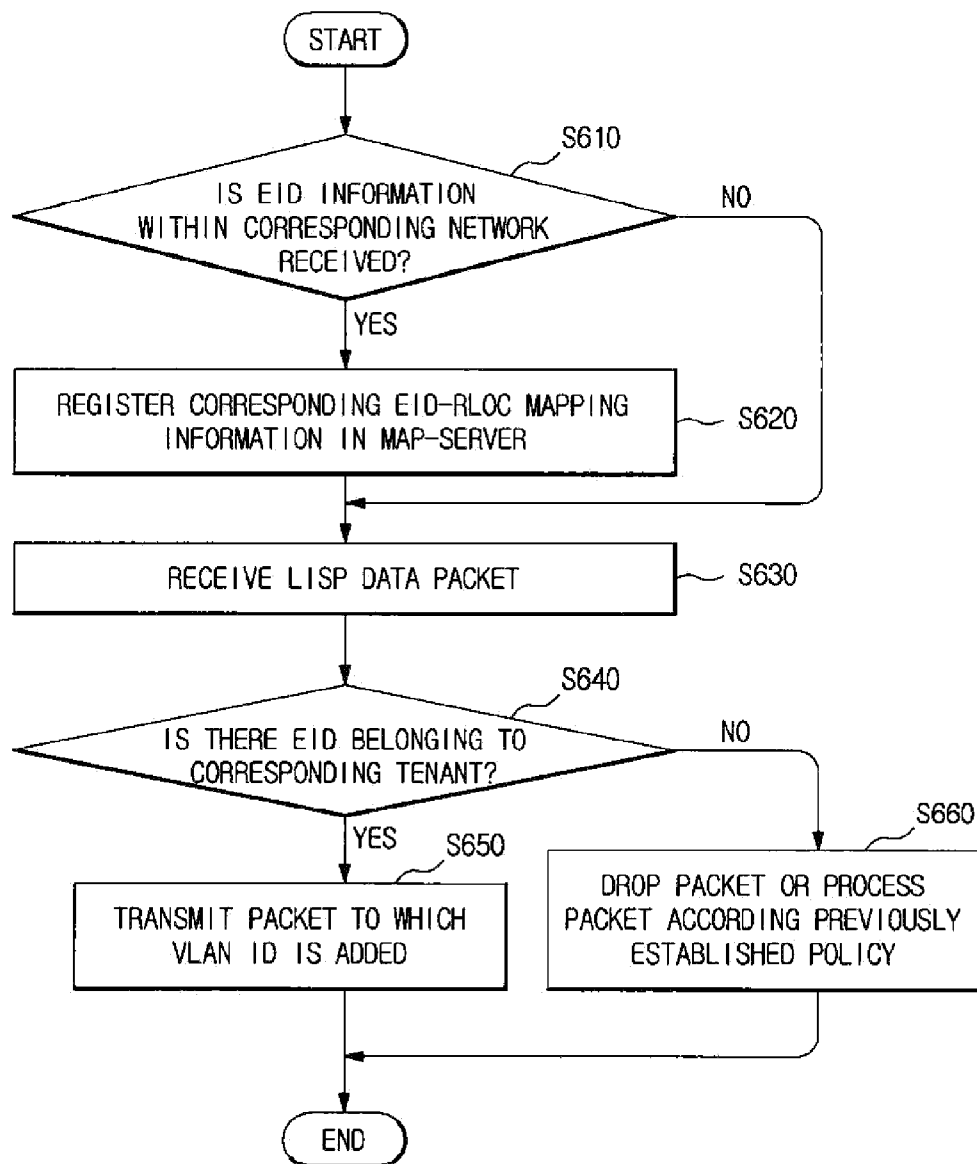 START
S610
IS EID INFORMATION
WITHIN CORRESPONDING NETWORK
RECEIVED?
NO
YES
REGISTER CORRESPONDING EID-RLOC MAPPING
INFORMATION IN MAP-SERVER
S620
RECEIVE LISP DATA PACKET
S630
S640
IS THERE EID BELONGING TO
CORRESPONDING TENANT?
NO
YES
S650
TRANSMIT PACKET TO WHICH
VLAN ID IS ADDED
S660
DROP PACKET OR PROCESS
PACKET ACCORDING PREVIOUSLY
ESTABLISHED POLICY
END